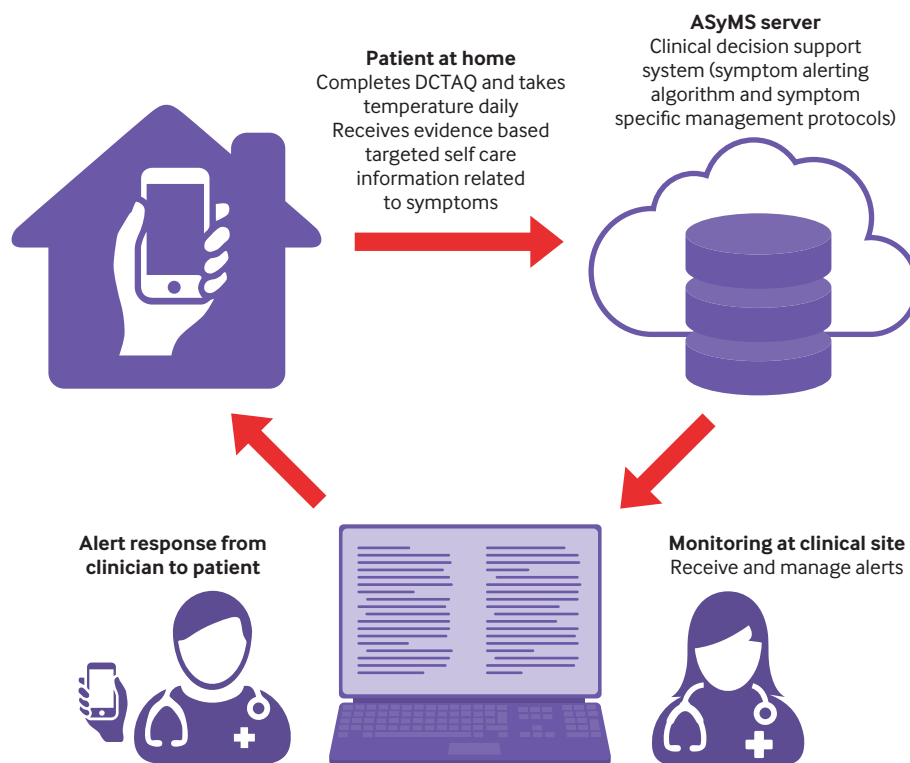 Patient at home
Completes DCTAQ and takes
temperature daily
Receives evidence based
targeted self care
information related
to symptoms
ASyMS server
Clinical decision support
system (symptom alerting
algorithm and symptom
specific management protocols)
Alert response from
clinician to patient
Monitoring at clinical site
Receive and manage alerts